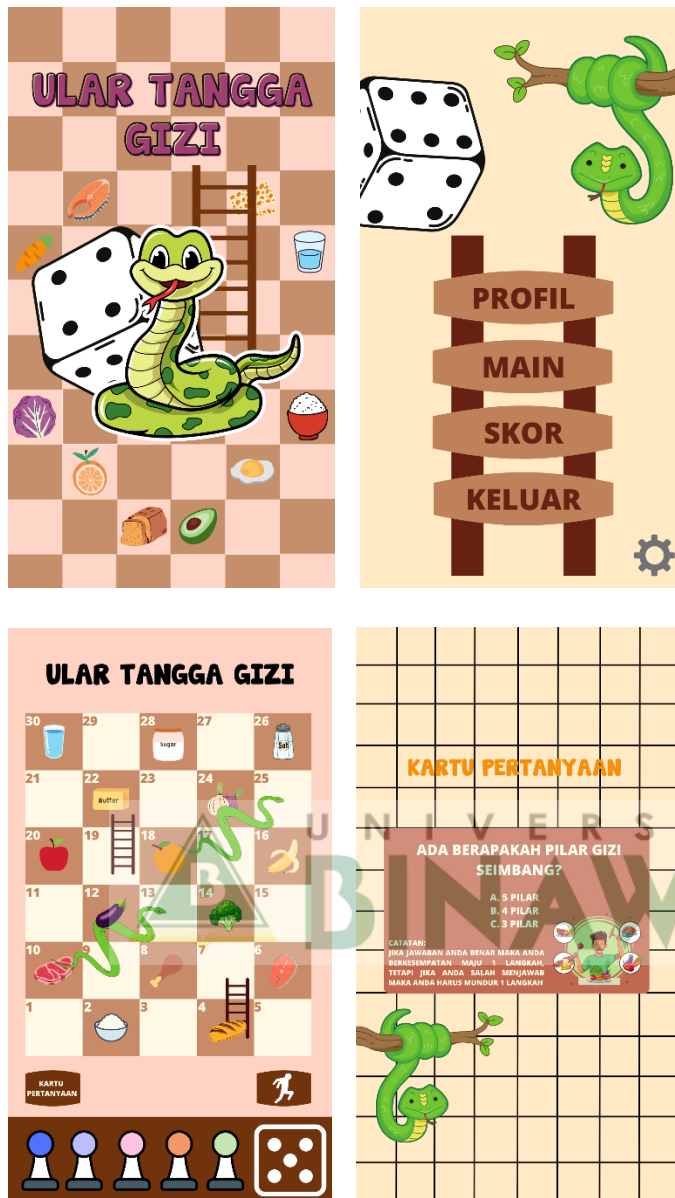 ULAR TANGGA
GIZI
PROFIL
MAIN
SKOR
KELUAR
ULAR TANGGA GIZI
30 29 28 27 26
Sugar
Salt
21 22 23 24 25
Butter
20 19 18 17 16
11 12 13 14 15
10 9 8 7 6
1 2 3 4 5
KARTU
PERTANYAAN
KARTU PERTANYAAN
UNIVERS
BINAW
B
ADA BERAPAKAH PILAR GIZI
SEIMBANG?
A. 5 PILAR
B. 4 PILAR
C. 3 PILAR
CATATAN:
JIKA JAWABAN ANDA BENAR MAKA ANDA
BERKESEMPATAN MAJU 1 LANGKAH,
TETAPI JIKA ANDA SALAH MENJAWAB
MAKA ANDA HARUS MUNDUR 1 LANGKAH